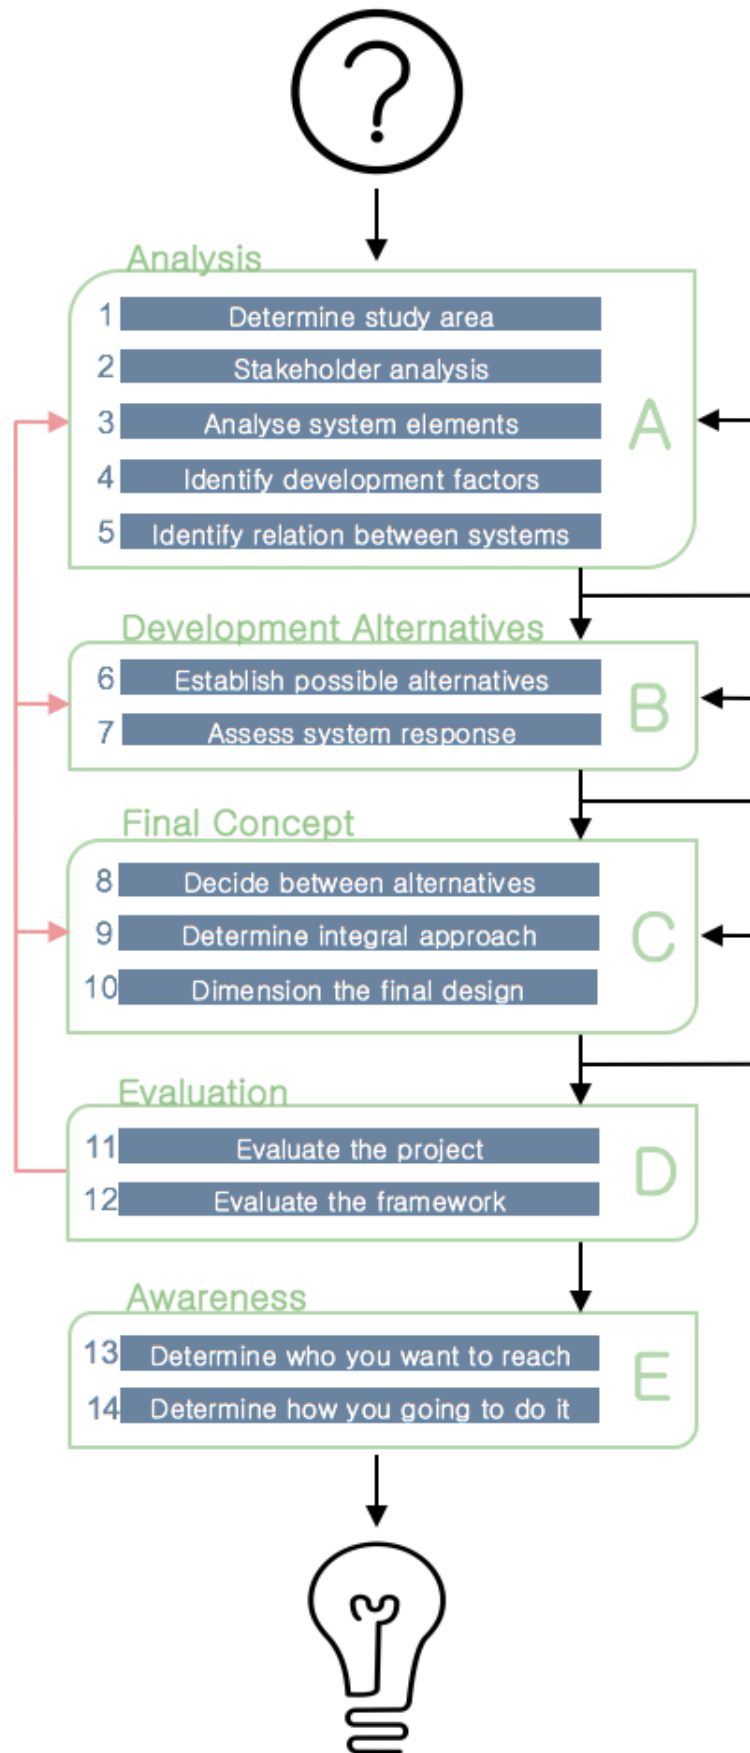 ?
Analysis
1 Determine study area
2 Stakeholder analysis
3 Analyse system elements
4 Identify development factors
5 Identify relation between systems
A
Development Alternatives
6 Establish possible alternatives
7 Assess system response
B
Final Concept
8 Decide between alternatives
9 Determine integral approach
10 Dimension the final design
C
Evaluation
11 Evaluate the project
12 Evaluate the framework
D
Awareness
13 Determine who you want to reach
14 Determine how you going to do it
E